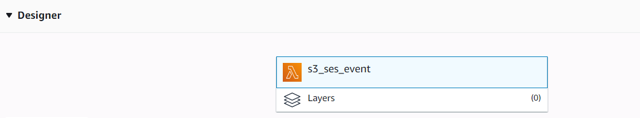 Designer
s3_ses_event
Layers (0)